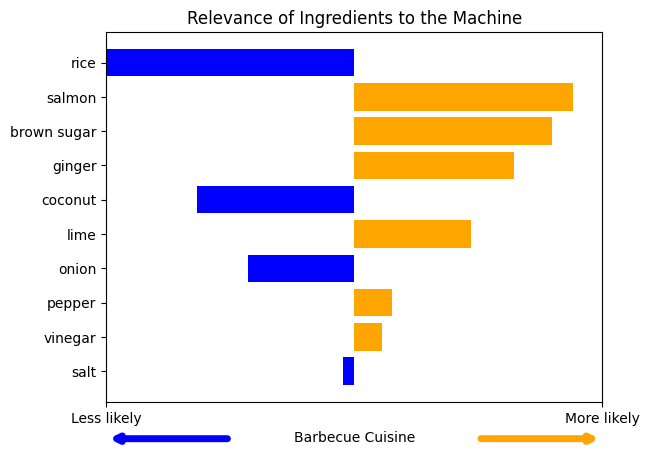 Relevance of Ingredients to the Machine
rice
salmon
brown sugar
ginger
coconut
lime
onion
pepper
vinegar
salt
Less likely
More likely
Barbecue Cuisine